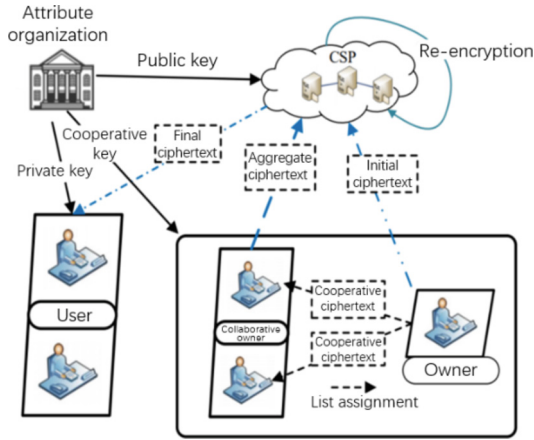 Attribute
organization
Public key
CSP
Re-encryption
Cooperative
key
Final
ciphertext
Aggregate
ciphertext
Initial
ciphertext
Private key
User
Collaborative
owner
Cooperative
ciphertext
Cooperative
ciphertext
Owner
List assignment